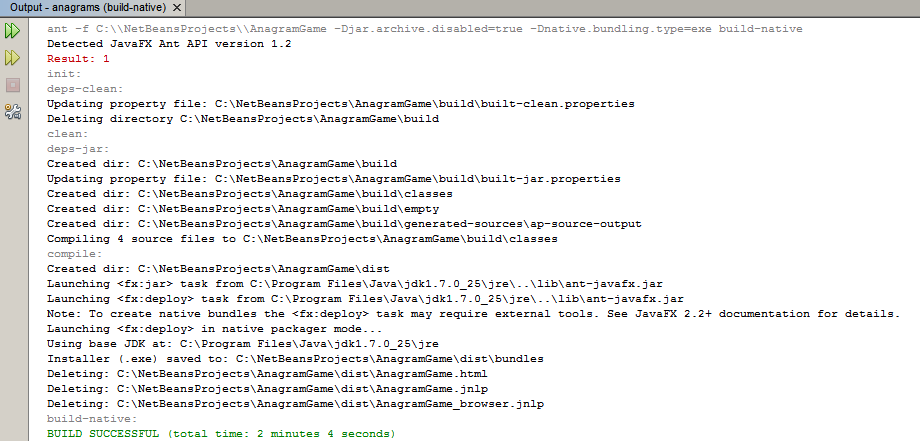 Output - anagrams (build-native)
ant -f C:\\NetBeansProjects\\AnagramGame -Djar.archive.disabled=true -Dnative.bundling.type=exe build-native
Detected JavaFX Ant API version 1.2
Result: 1
init:
deps-clean:
Updating property file: C:\NetBeansProjects\AnagramGame\build\built-clean.properties
Deleting directory C:\NetBeansProjects\AnagramGame\build
clean:
deps-jar:
Created dir: C:\NetBeansProjects\AnagramGame\build
Updating property file: C:\NetBeansProjects\AnagramGame\build\built-jar.properties
Created dir: C:\NetBeansProjects\AnagramGame\build\classes
Created dir: C:\NetBeansProjects\AnagramGame\build\empty
Created dir: C:\NetBeansProjects\AnagramGame\build\generated-sources\ap-source-output
Compiling 4 source files to C:\NetBeansProjects\AnagramGame\build\classes
compile:
Created dir: C:\NetBeansProjects\AnagramGame\dist
Launching <fx:jar> task from C:\Program Files\Java\jdk1.7.0_25\jre\..\lib\ant-javafx.jar
Launching <fx:deploy> task from C:\Program Files\Java\jdk1.7.0_25\jre\..\lib\ant-javafx.jar
Note: To create native bundles the <fx:deploy> task may require external tools. See JavaFX 2.2+ documentation for details.
Launching <fx:deploy> in native packager mode...
Using base JDK at: C:\Program Files\Java\jdk1.7.0_25\jre
Installer (.exe) saved to: C:\NetBeansProjects\AnagramGame\dist\bundles
Deleting: C:\NetBeansProjects\AnagramGame\dist\AnagramGame.html
Deleting: C:\NetBeansProjects\AnagramGame\dist\AnagramGame.jnlp
Deleting: C:\NetBeansProjects\AnagramGame\dist\AnagramGame_browser.jnlp
build-native:
BUILD SUCCESSFUL (total time: 2 minutes 4 seconds)